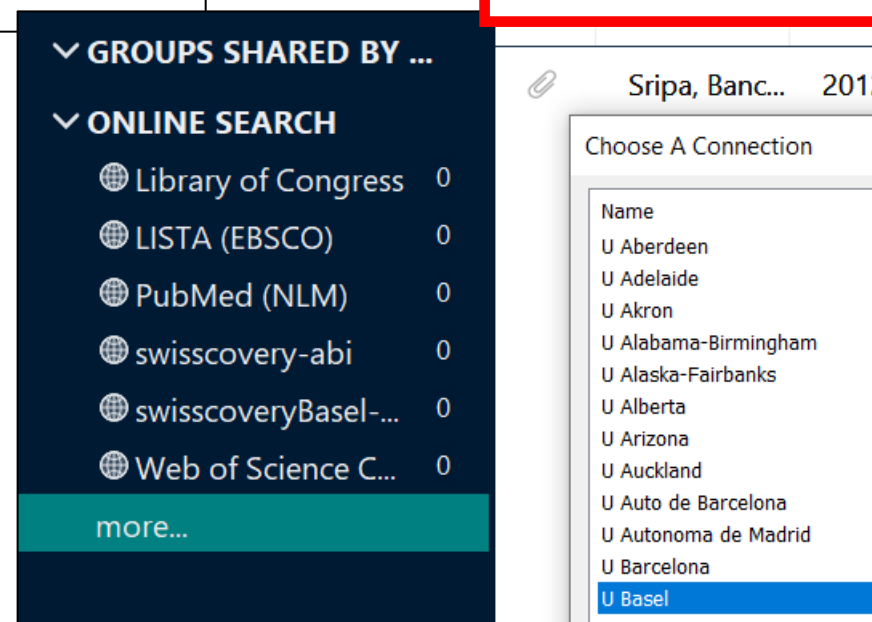 GROUPS SHARED BY ...
ONLINE SEARCH
Library of Congress 0
LISTA (EBSCO) 0
PubMed (NLM) 0
swisscovery-abi 0
swisscoveryBasel-... 0
Web of Science C... 0
more...
Sripa, Banc... 201
Choose A Connection
Name
U Aberdeen
U Adelaide
U Akron
U Alabama-Birmingham
U Alaska-Fairbanks
U Alberta
U Arizona
U Auckland
U Auto de Barcelona
U Autonoma de Madrid
U Barcelona
U Basel